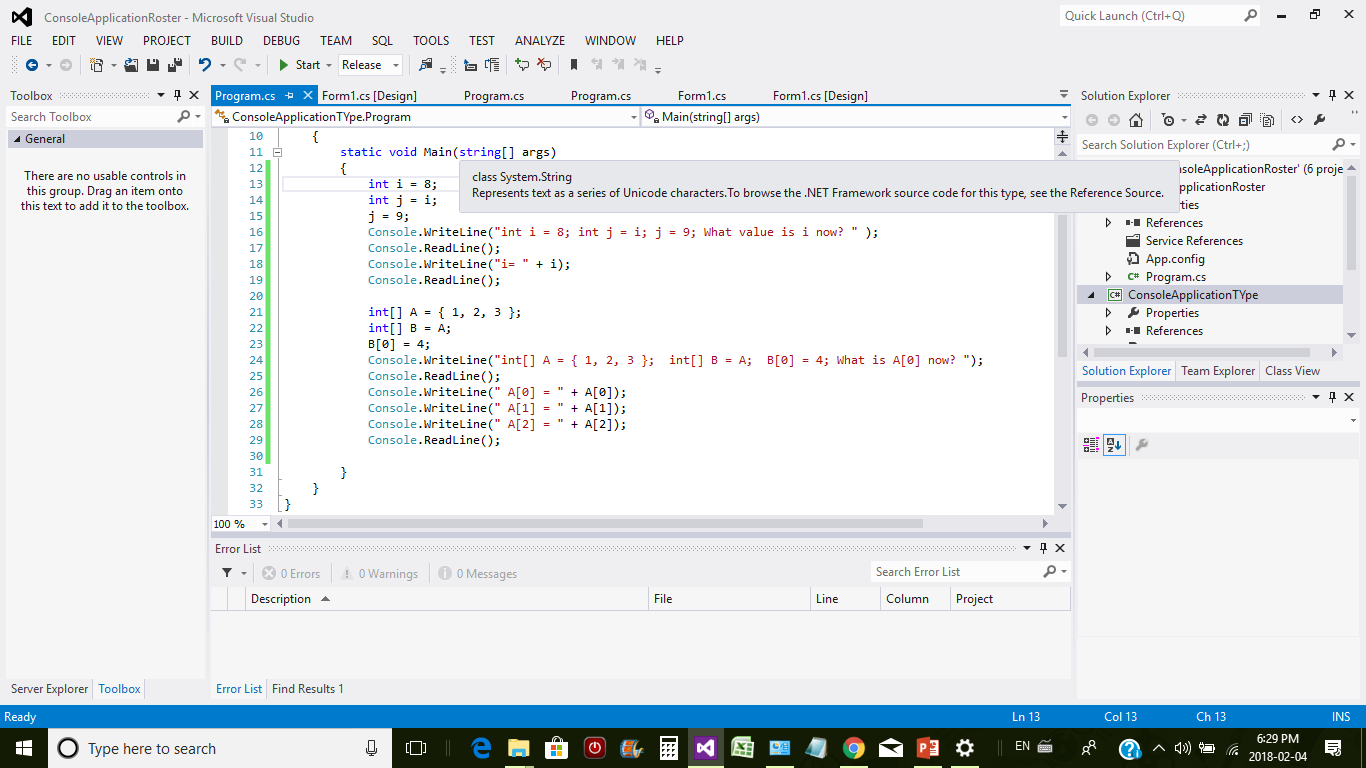 ConsoleApplicationRoster - Microsoft Visual Studio
Quick Launch (Ctrl+Q)
FILE EDIT VIEW PROJECT BUILD DEBUG TEAM SQL TOOLS TEST ANALYZE WINDOW HELP
Start Release
Toolbox
Search Toolbox
General
There are no usable controls in
this group. Drag an item onto
this text to add it to the toolbox.
Server Explorer Toolbox
Program.cs Form1.cs [Design] Program.cs Program.cs Form1.cs Form1.cs [Design]
ConsoleApplicationTYpe.Program Main(string[] args)
10 {
11 static void Main(string[] args)
12 {
class System.String
Represents text as a series of Unicode characters.To browse the .NET Framework source code for this type, see the Reference Source.
13 int i = 8;
14 int j = i;
15 j = 9;
16 Console.WriteLine("int i = 8; int j = i; j = 9; What value is i now? " );
17 Console.ReadLine();
18 Console.WriteLine("i= " + i);
19 Console.ReadLine();
20
21 int[] A = { 1, 2, 3 };
22 int[] B = A;
23 B[0] = 4;
24 Console.WriteLine("int[] A = { 1, 2, 3 };  int[] B = A;  B[0] = 4; What is A[0] now? ");
25 Console.ReadLine();
26 Console.WriteLine(" A[0] = " + A[0]);
27 Console.WriteLine(" A[1] = " + A[1]);
28 Console.WriteLine(" A[2] = " + A[2]);
29 Console.ReadLine();
30
31 }
32 }
33 }
100 %
Error List
0 Errors 0 Warnings 0 Messages Search Error List
Description File Line Column Project
Error List Find Results 1
Solution Explorer
Search Solution Explorer (Ctrl+;)
References
Service References
App.config
C# Program.cs
C# ConsoleApplicationTYpe
Properties
References
Solution Explorer Team Explorer Class View
Properties
Ready Ln 13 Col 13 Ch 13 INS
Type here to search
EN
6:29 PM
2018-02-04